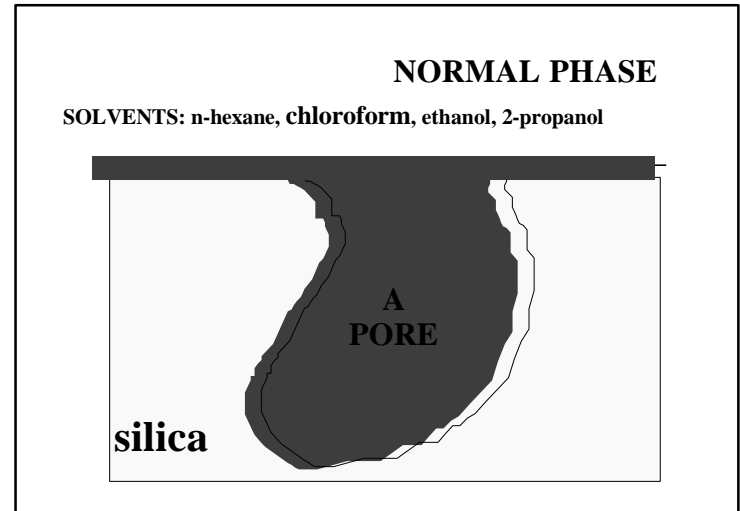 NORMAL PHASE
SOLVENTS: n-hexane, chloroform, ethanol, 2-propanol
A
PORE
silica